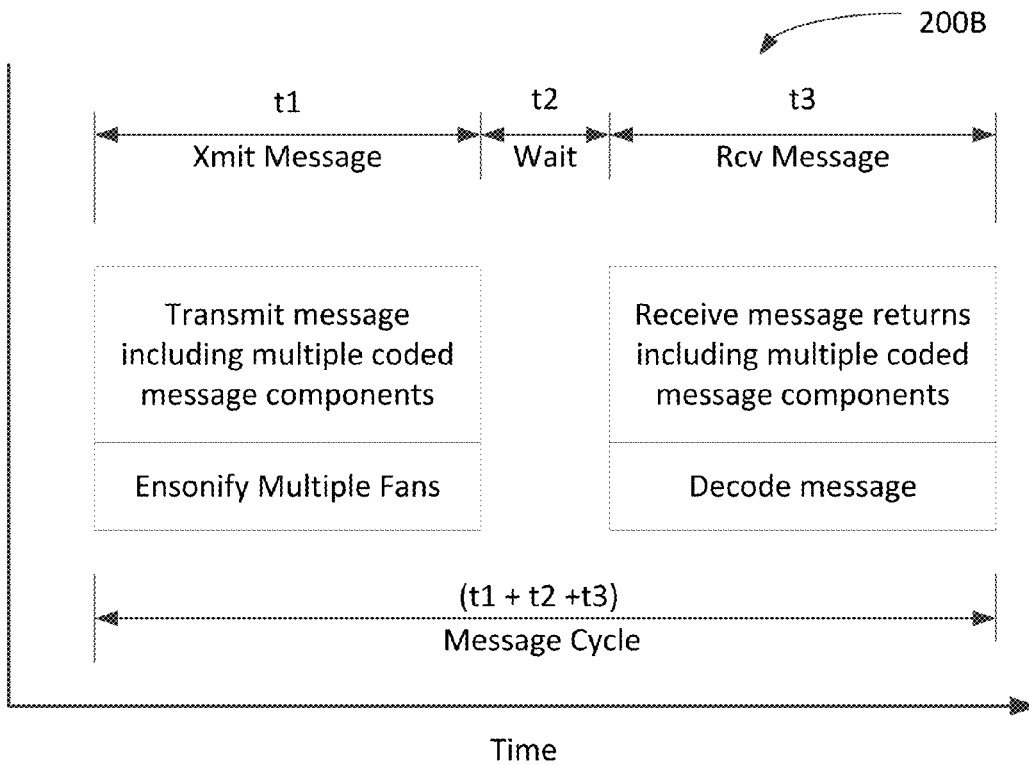 200B
t1
t2
t3
Xmit Message
Wait
Rcv Message
Transmit message
including multiple coded
message components
Receive message returns
including multiple coded
message components
Ensonify Multiple Fans
Decode message
(t1 + t2 +t3)
Message Cycle
Time